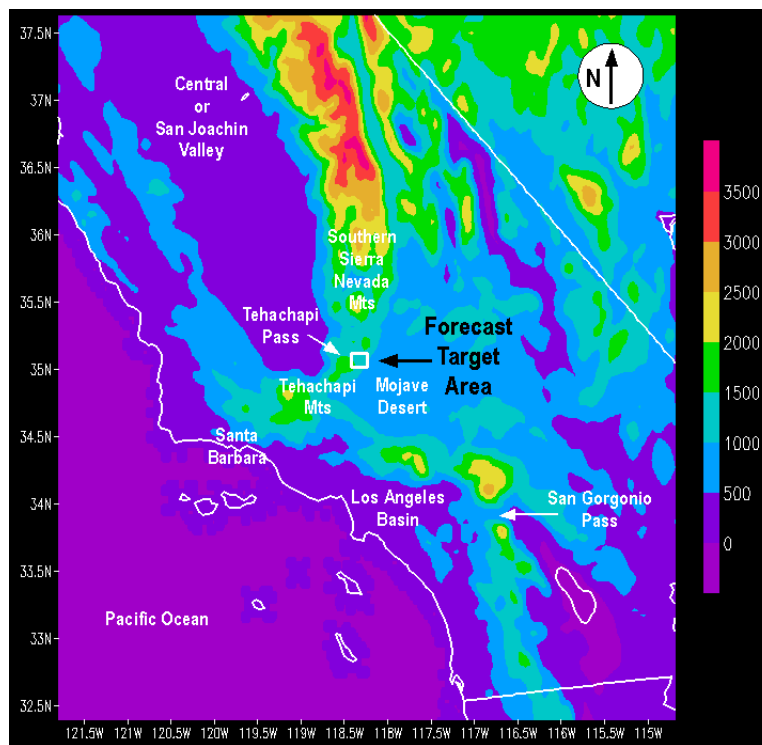 37.5N
37N
36.5N
36N
35.5N
35N
34.5N
34N
33.5N
33N
32.5N
Central
or
San Joachin
Valley
N
Southern
Sierra
Nevada
Mts
Tehachapi
Pass
Forecast
Target
Area
Tehachapi
Mts
Mojave
Desert
Santa
Barbara
Los Angeles
Basin
San Gorgonio
Pass
Pacific Ocean
3500
3000
2500
2000
1500
1000
500
0
121.5W 121W 120.5W 120W 119.5W 119W 118.5W 118W 117.5W 117W 116.5W 116W 115.5W 115W